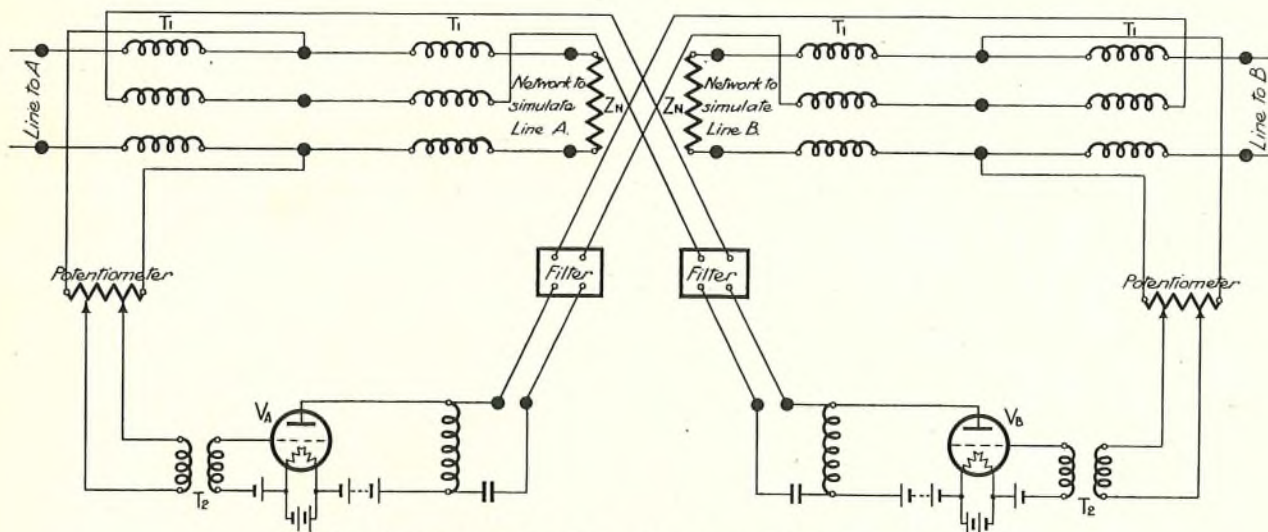 T1
T1
T1
T1
Line to A
Network to
simulate
Line A.
ZN
ZN
Network to
simulate
Line B.
Line to B
Potentiometer
Filter
Filter
Potentiometer
VA
VB
T2
T2